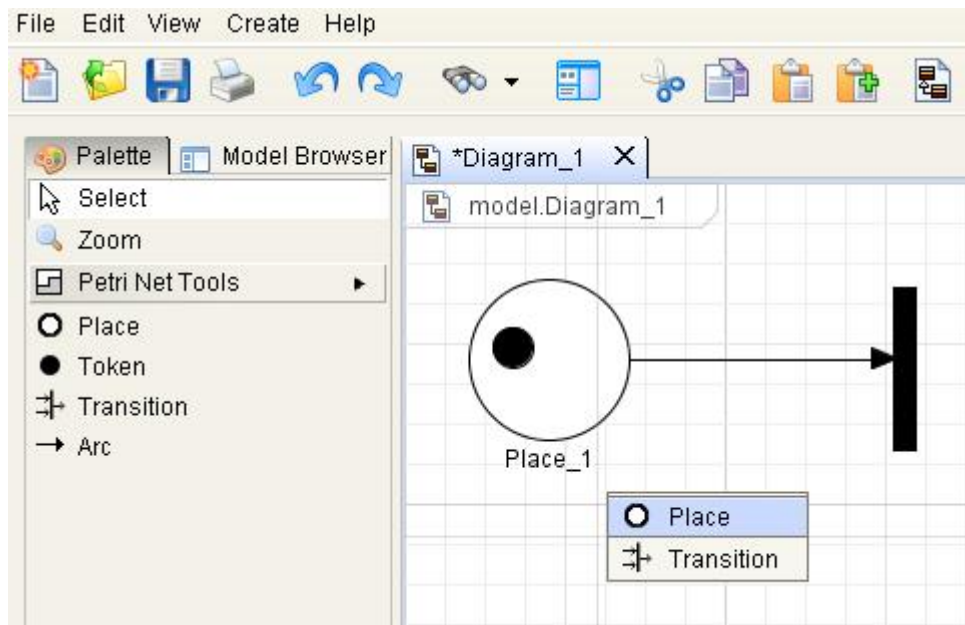 File Edit View Create Help
Palette Model Browser
*Diagram_1 X
Select
model.Diagram_1
Zoom
Petri Net Tools
Place
Token
Transition
Arc
Place_1
Place
Transition